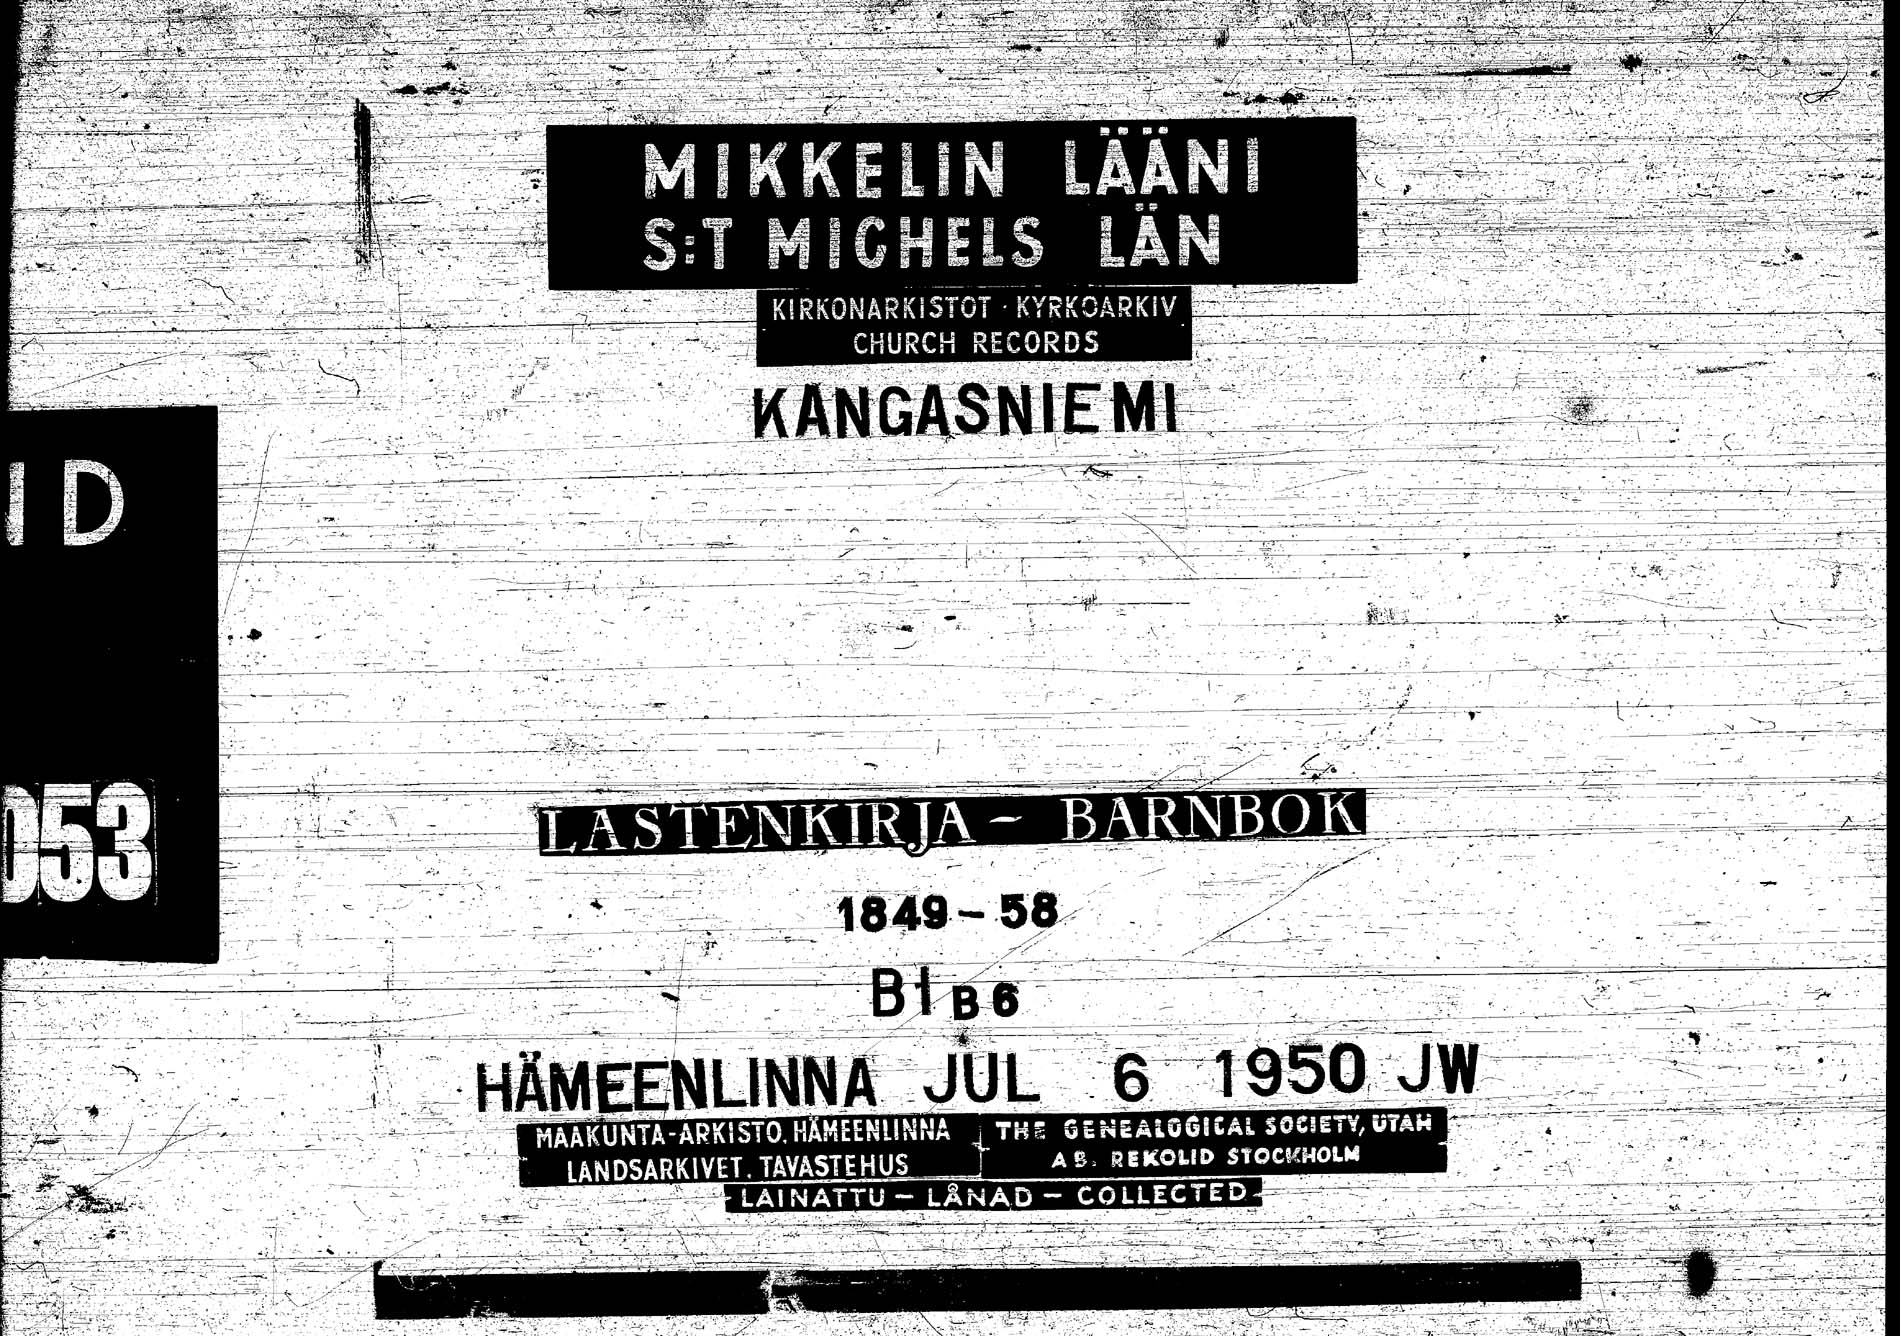 MIKKELIN LÄÄNI
S:T MICHELS LÄN
KIRKONARKISTOT · KYRKOARKIV
CHURCH RECORDS
KANGASNIEMI
ID
053
LASTENKIRJA – BARNBOK
1849 – 58
B1 B6
HÄMEENLINNA JUL 6 1950 JW
MAAKUNTA-ARKISTO, HÄMEENLINNA
LANDSARKIVET, TAVASTEHUS
THE GENEALOGICAL SOCIETY, UTAH
AB. REKOLID STOCKHOLM
LAINATTU – LÅNAD – COLLECTED